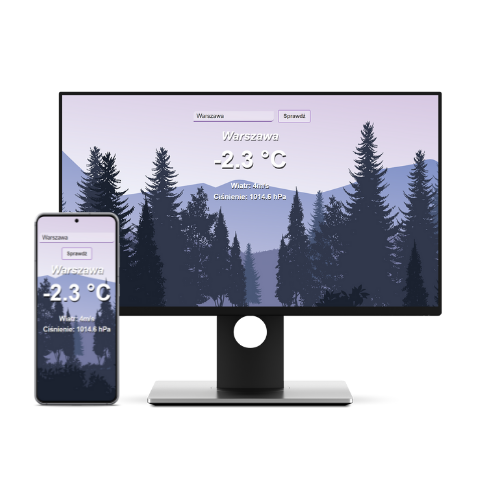 Warszawa Sprawdź
Warszawa
-2.3 °C
Wiatr: 4m/s
Ciśnienie: 1014.6 hPa
Warszawa
Sprawdź
Warszawa
-2.3 °C
Wiatr: 4m/s
Ciśnienie: 1014.6 hPa